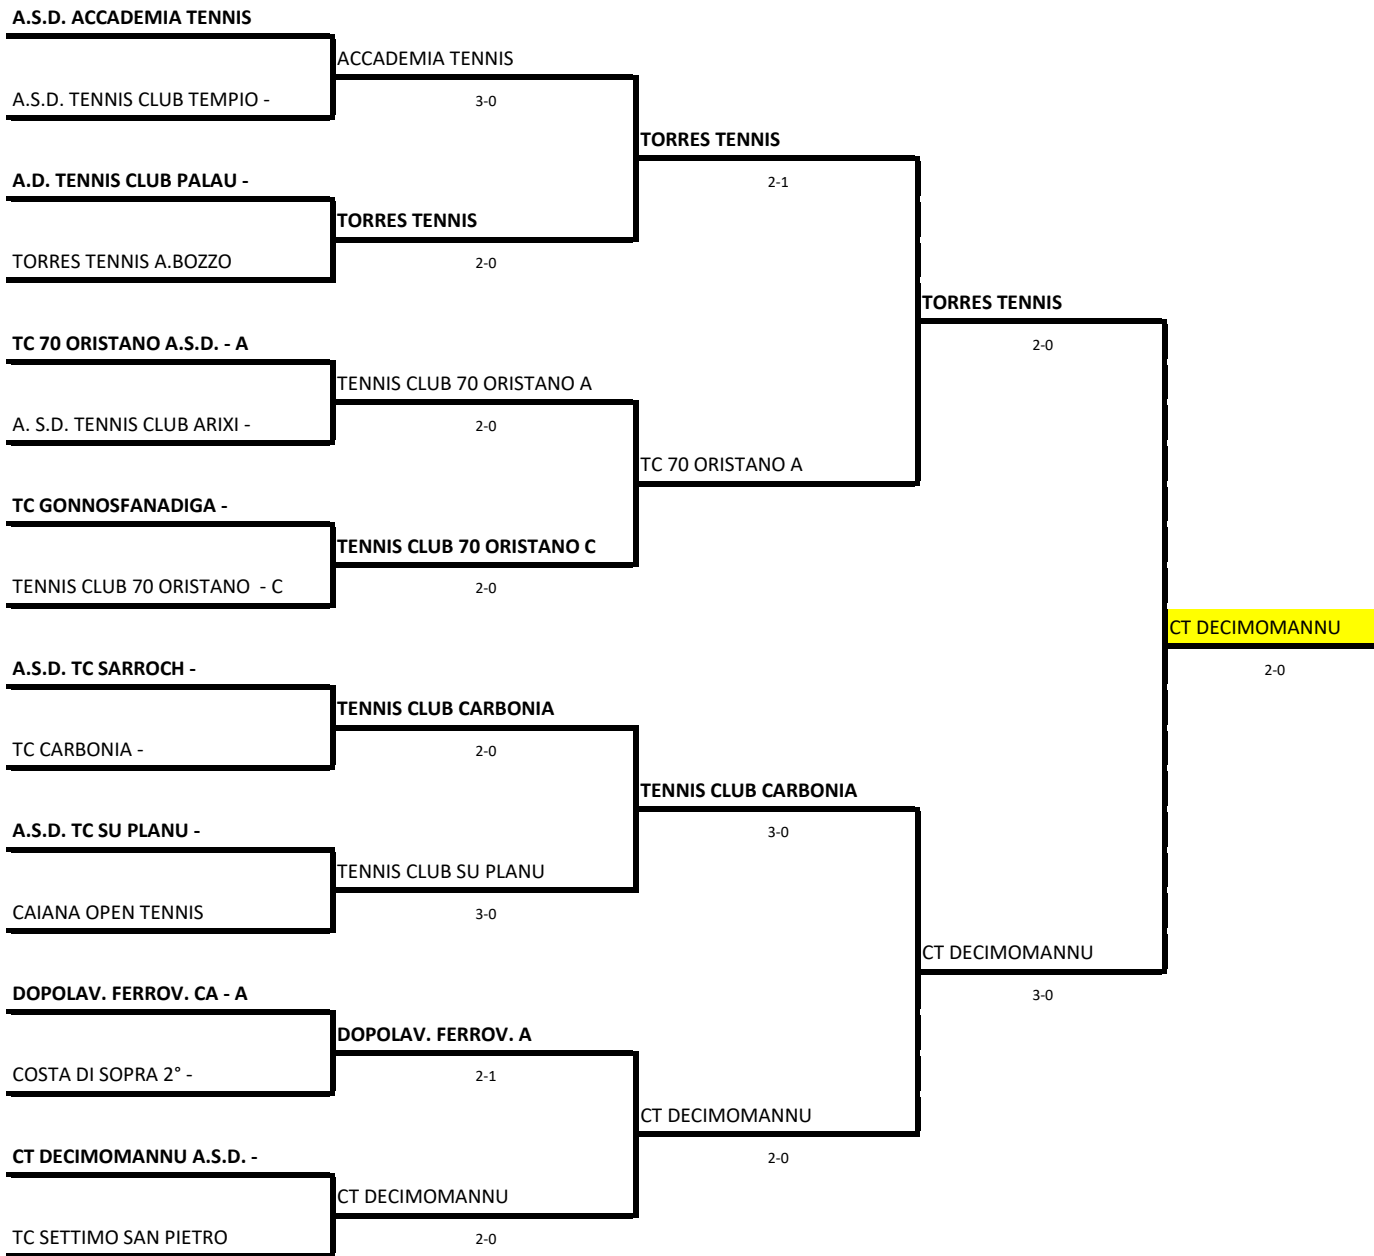 A.S.D. ACCADEMIA TENNIS
ACCADEMIA TENNIS
A.S.D. TENNIS CLUB TEMPIO -
3-0
TORRES TENNIS
A.D. TENNIS CLUB PALAU -
2-1
TORRES TENNIS
TORRES TENNIS A.BOZZO
2-0
TORRES TENNIS
TC 70 ORISTANO A.S.D. - A
2-0
TENNIS CLUB 70 ORISTANO A
A. S.D. TENNIS CLUB ARIXI -
2-0
TC 70 ORISTANO A
TC GONNOSFANADIGA -
TENNIS CLUB 70 ORISTANO C
TENNIS CLUB 70 ORISTANO  - C
2-0
CT DECIMOMANNU
A.S.D. TC SARROCH -
2-0
TENNIS CLUB CARBONIA
TC CARBONIA -
2-0
TENNIS CLUB CARBONIA
A.S.D. TC SU PLANU -
3-0
TENNIS CLUB SU PLANU
CAIANA OPEN TENNIS
3-0
CT DECIMOMANNU
DOPOLAV. FERROV. CA - A
3-0
DOPOLAV. FERROV. A
COSTA DI SOPRA 2° -
2-1
CT DECIMOMANNU
CT DECIMOMANNU A.S.D. -
2-0
CT DECIMOMANNU
TC SETTIMO SAN PIETRO
2-0